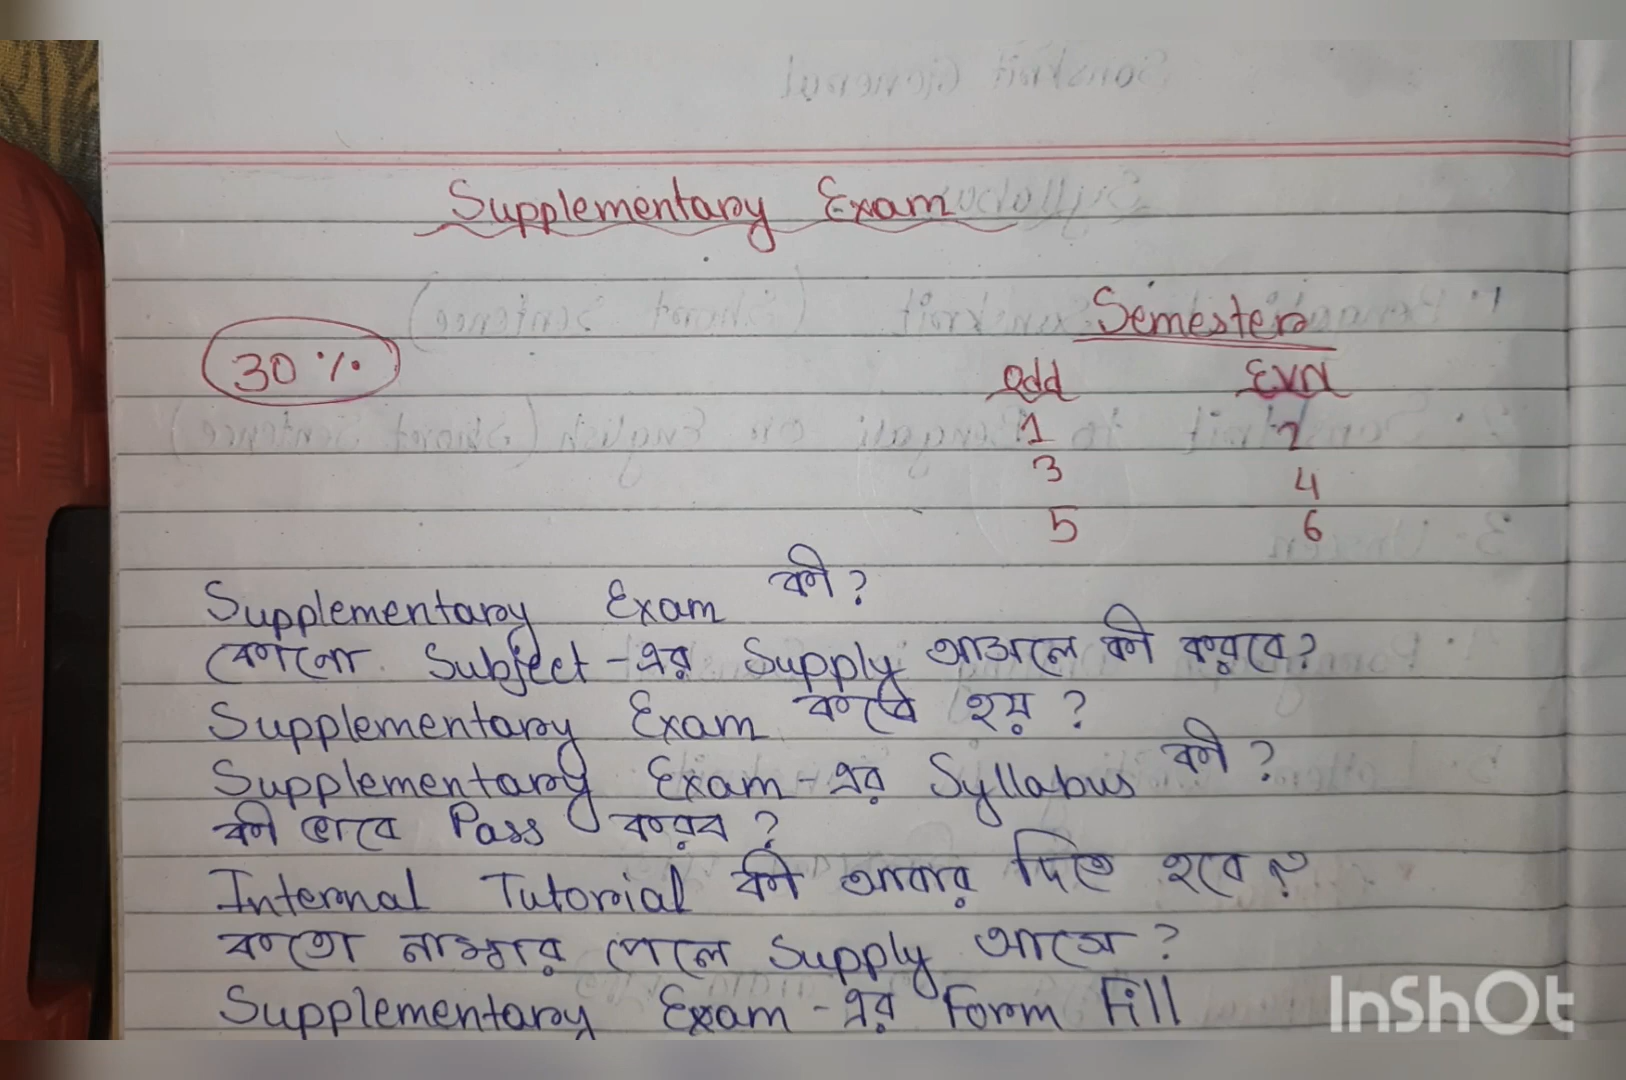 Supplementary Exam
Semester
30 %
Odd EVN
1 2
3 4
5 6
Supplementary Exam কী ?
কোনো Subject-এর Supply আসলে কী করবে?
Supplementary Exam কবে হয় ?
Supplementary Exam-এর Syllabus কী ?
কী ভাবে Pass করব ?
Internal Tutorial কী আবার দিতে হবে ?
কতো নাম্বার পেলে Supply আসে ?
Supplementary Exam-এর Form Fill
InShOt